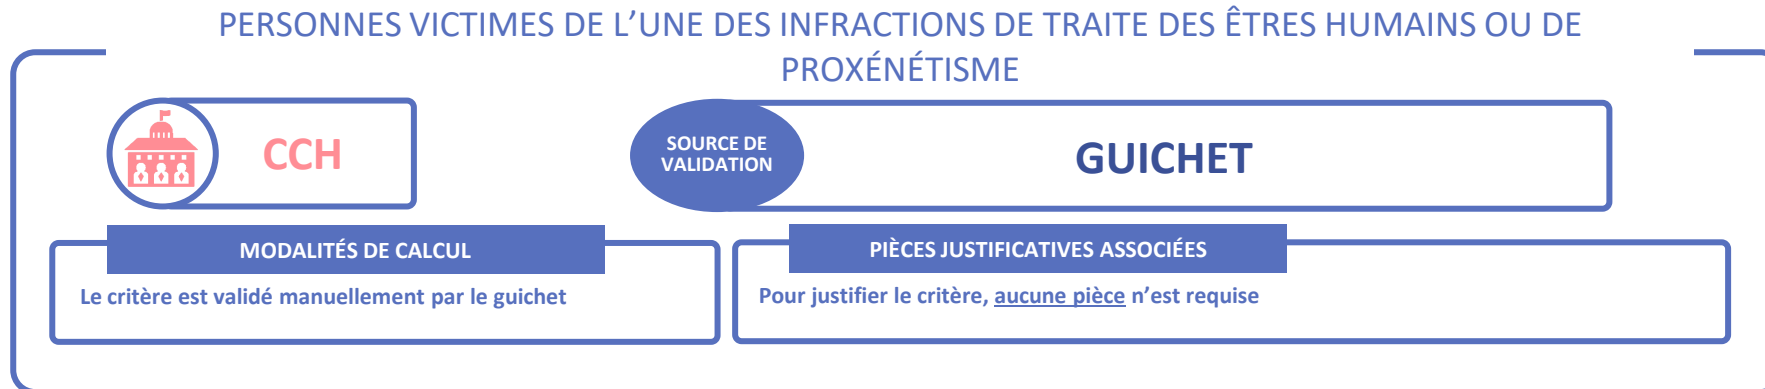 PERSONNES VICTIMES DE L’UNE DES INFRACTIONS DE TRAITE DES ÊTRES HUMAINS OU DE
PROXÉNÉTISME
CCH
SOURCE DE
VALIDATION
GUICHET
MODALITÉS DE CALCUL
Le critère est validé manuellement par le guichet
PIÈCES JUSTIFICATIVES ASSOCIÉES
Pour justifier le critère, aucune pièce n’est requise